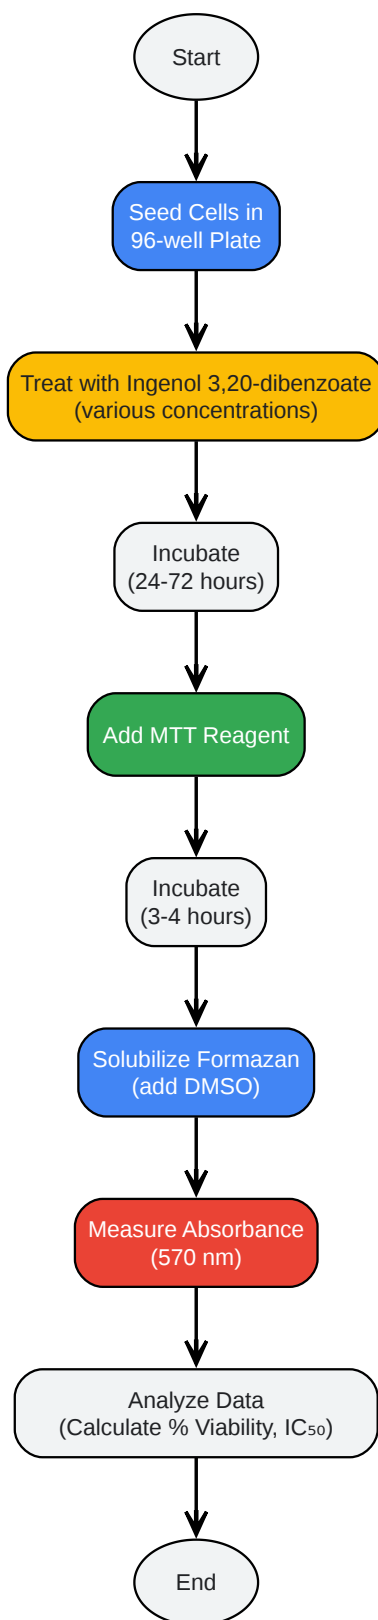 Start
Seed Cells in
96-well Plate
Treat with Ingenol 3,20-dibenzoate
(various concentrations)
Incubate
(24-72 hours)
Add MTT Reagent
Incubate
(3-4 hours)
Solubilize Formazan
(add DMSO)
Measure Absorbance
(570 nm)
Analyze Data
(Calculate % Viability, IC₅₀)
End